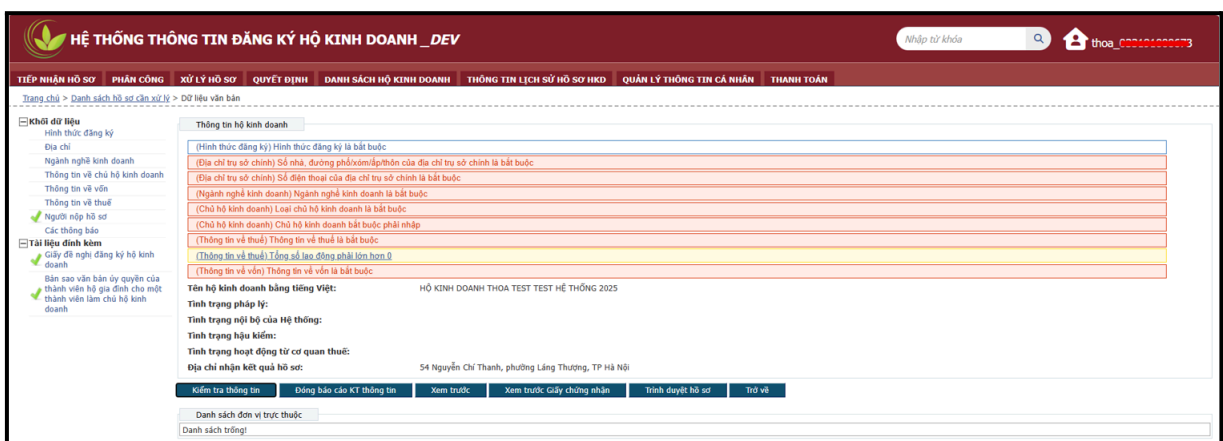 HỆ THỐNG THÔNG TIN ĐĂNG KÝ HỘ KINH DOANH _DEV
Nhập từ khóa
thoa_
TIẾP NHẬN HỒ SƠ PHÂN CÔNG XỬ LÝ HỒ SƠ QUYẾT ĐỊNH DANH SÁCH HỘ KINH DOANH THÔNG TIN LỊCH SỬ HỒ SƠ HKD QUẢN LÝ THÔNG TIN CÁ NHÂN THANH TOÁN
Trang chủ > Danh sách hồ sơ cần xử lý > Dữ liệu văn bản
Khối dữ liệu
Hình thức đăng ký
Địa chỉ
Ngành nghề kinh doanh
Thông tin về chủ hộ kinh doanh
Thông tin về vốn
Thông tin về thuế
Người nộp hồ sơ
Các thông báo
Tài liệu đính kèm
Giấy đề nghị đăng ký hộ kinh
doanh
Bản sao văn bản ủy quyền của
thành viên hộ gia đình cho một
thành viên làm chủ hộ kinh
doanh
Thông tin hộ kinh doanh
(Hình thức đăng ký) Hình thức đăng ký là bắt buộc
(Địa chỉ trụ sở chính) Số nhà, đường phố/xóm/ấp/thôn của địa chỉ trụ sở chính là bắt buộc
(Địa chỉ trụ sở chính) Số điện thoại của địa chỉ trụ sở chính là bắt buộc
(Ngành nghề kinh doanh) Ngành nghề kinh doanh là bắt buộc
(Chủ hộ kinh doanh) Loại chủ hộ kinh doanh là bắt buộc
(Chủ hộ kinh doanh) Chủ hộ kinh doanh bắt buộc phải nhập
(Thông tin về thuế) Thông tin về thuế là bắt buộc
(Thông tin về thuế) Tổng số lao động phải lớn hơn 0
(Thông tin về vốn) Thông tin về vốn là bắt buộc
Tên hộ kinh doanh bằng tiếng Việt: HỘ KINH DOANH THOA TEST TEST HỆ THỐNG 2025
Tình trạng pháp lý:
Tình trạng nội bộ của Hệ thống:
Tình trạng hậu kiểm:
Tình trạng hoạt động từ cơ quan thuế:
Địa chỉ nhận kết quả hồ sơ: 54 Nguyễn Chí Thanh, phường Láng Thượng, TP Hà Nội
Kiểm tra thông tin Đóng báo cáo KT thông tin Xem trước Xem trước Giấy chứng nhận Trình duyệt hồ sơ Trở về
Danh sách đơn vị trực thuộc
Danh sách trống!